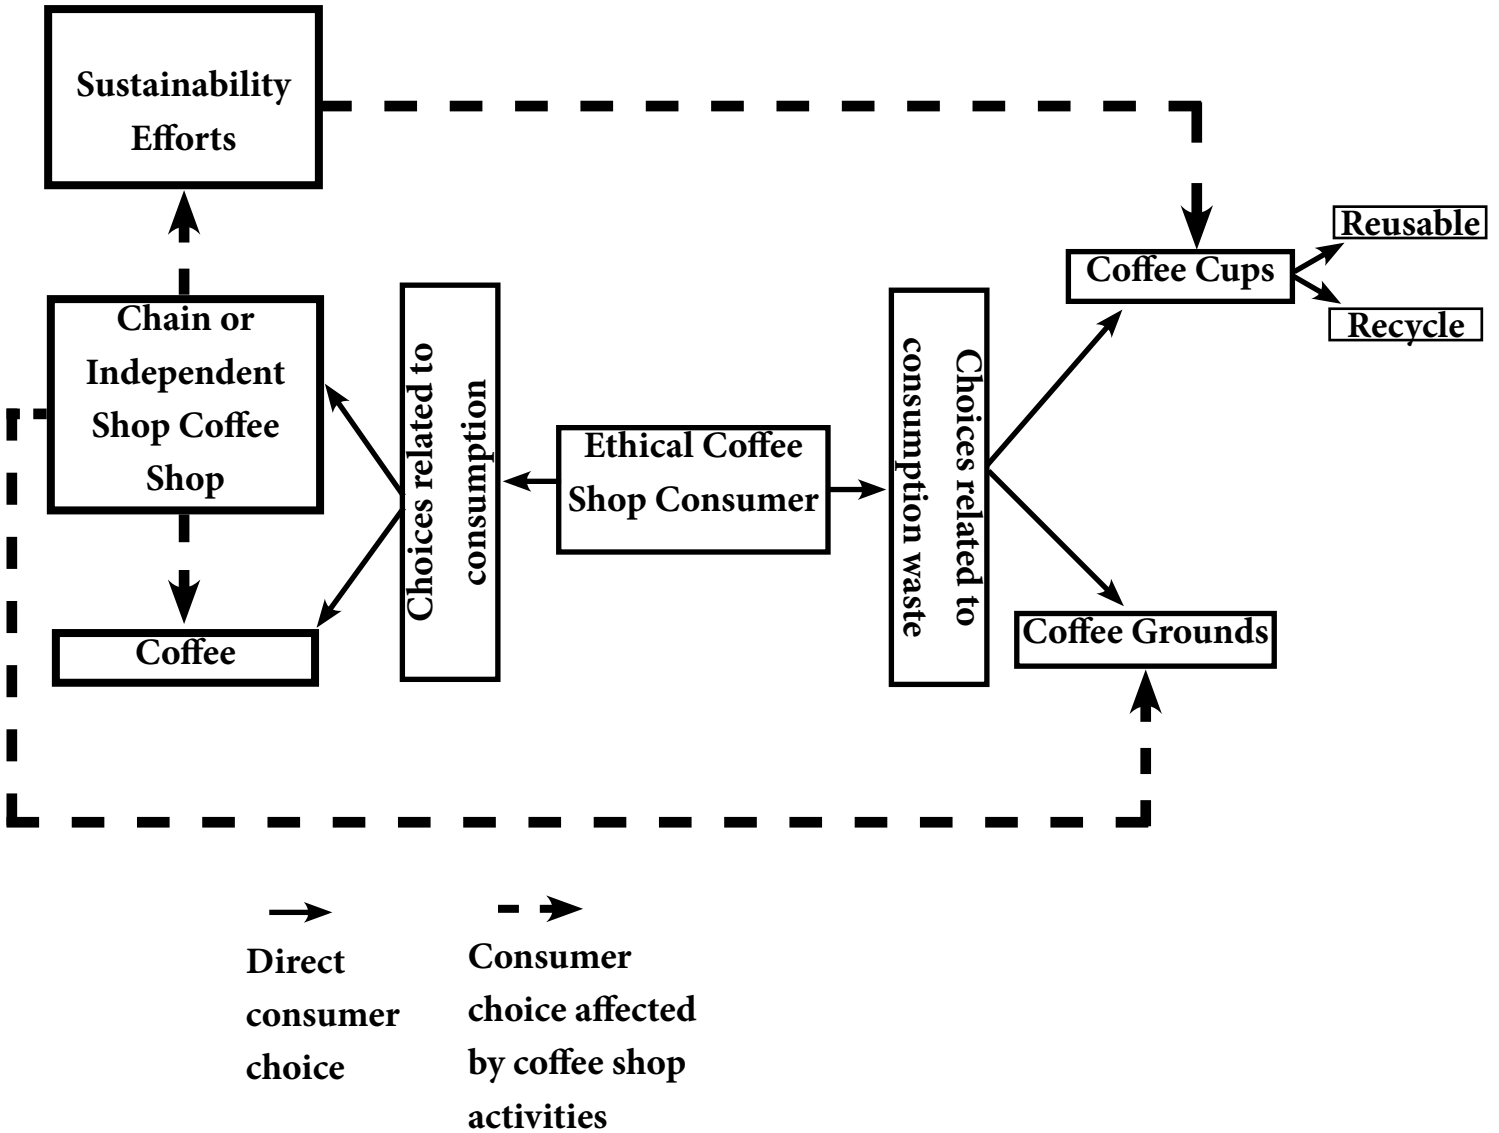 Sustainability
Efforts
Reusable
Coffee Cups
Recycle
Chain or
Independent
Shop Coffee
Shop
Choices related to
consumption
Ethical Coffee
Shop Consumer
Choices related to
consumption waste
Coffee
Coffee Grounds
Direct
consumer
choice
Consumer
choice affected
by coffee shop
activities